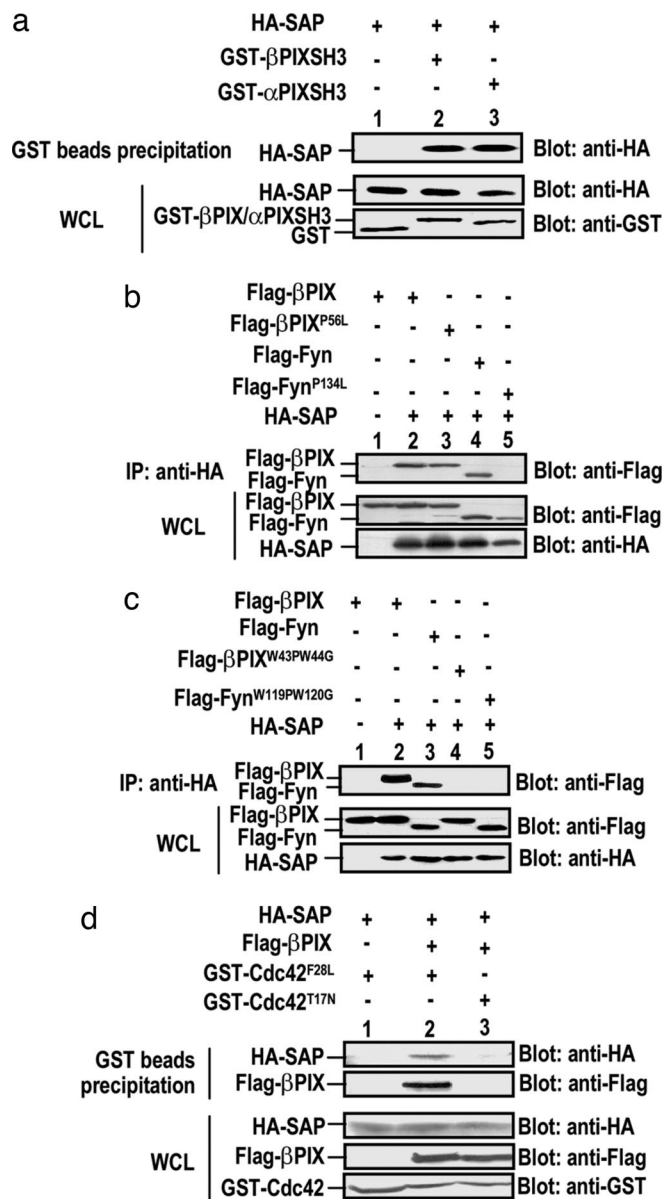 a
HA-SAP + + +
GST-βPIXSH3 - + -
GST-αPIXSH3 - - +
1 2 3
GST beads precipitation HA-SAP Blot: anti-HA
WCL
HA-SAP Blot: anti-HA
GST-βPIX/αPIXSH3
GST
Blot: anti-GST
b
Flag-βPIX + + - - -
Flag-βPIXP56L - - + - -
Flag-Fyn - - - + -
Flag-FynP134L - - - - +
HA-SAP - + + + +
1 2 3 4 5
IP: anti-HA
Flag-βPIX
Flag-Fyn
Blot: anti-Flag
WCL
Flag-βPIX
Flag-Fyn
Blot: anti-Flag
HA-SAP Blot: anti-HA
c
Flag-βPIX + + - - -
Flag-Fyn - - + - -
Flag-βPIXW43PW44G - - - + -
Flag-FynW119PW120G - - - - +
HA-SAP - + + + +
1 2 3 4 5
IP: anti-HA
Flag-βPIX
Flag-Fyn
Blot: anti-Flag
WCL
Flag-βPIX
Flag-Fyn
Blot: anti-Flag
HA-SAP Blot: anti-HA
d
HA-SAP + + +
Flag-βPIX - + +
GST-Cdc42F28L + + -
GST-Cdc42T17N - - +
1 2 3
GST beads
precipitation
HA-SAP Blot: anti-HA
Flag-βPIX Blot: anti-Flag
WCL
HA-SAP Blot: anti-HA
Flag-βPIX Blot: anti-Flag
GST-Cdc42 Blot: anti-GST